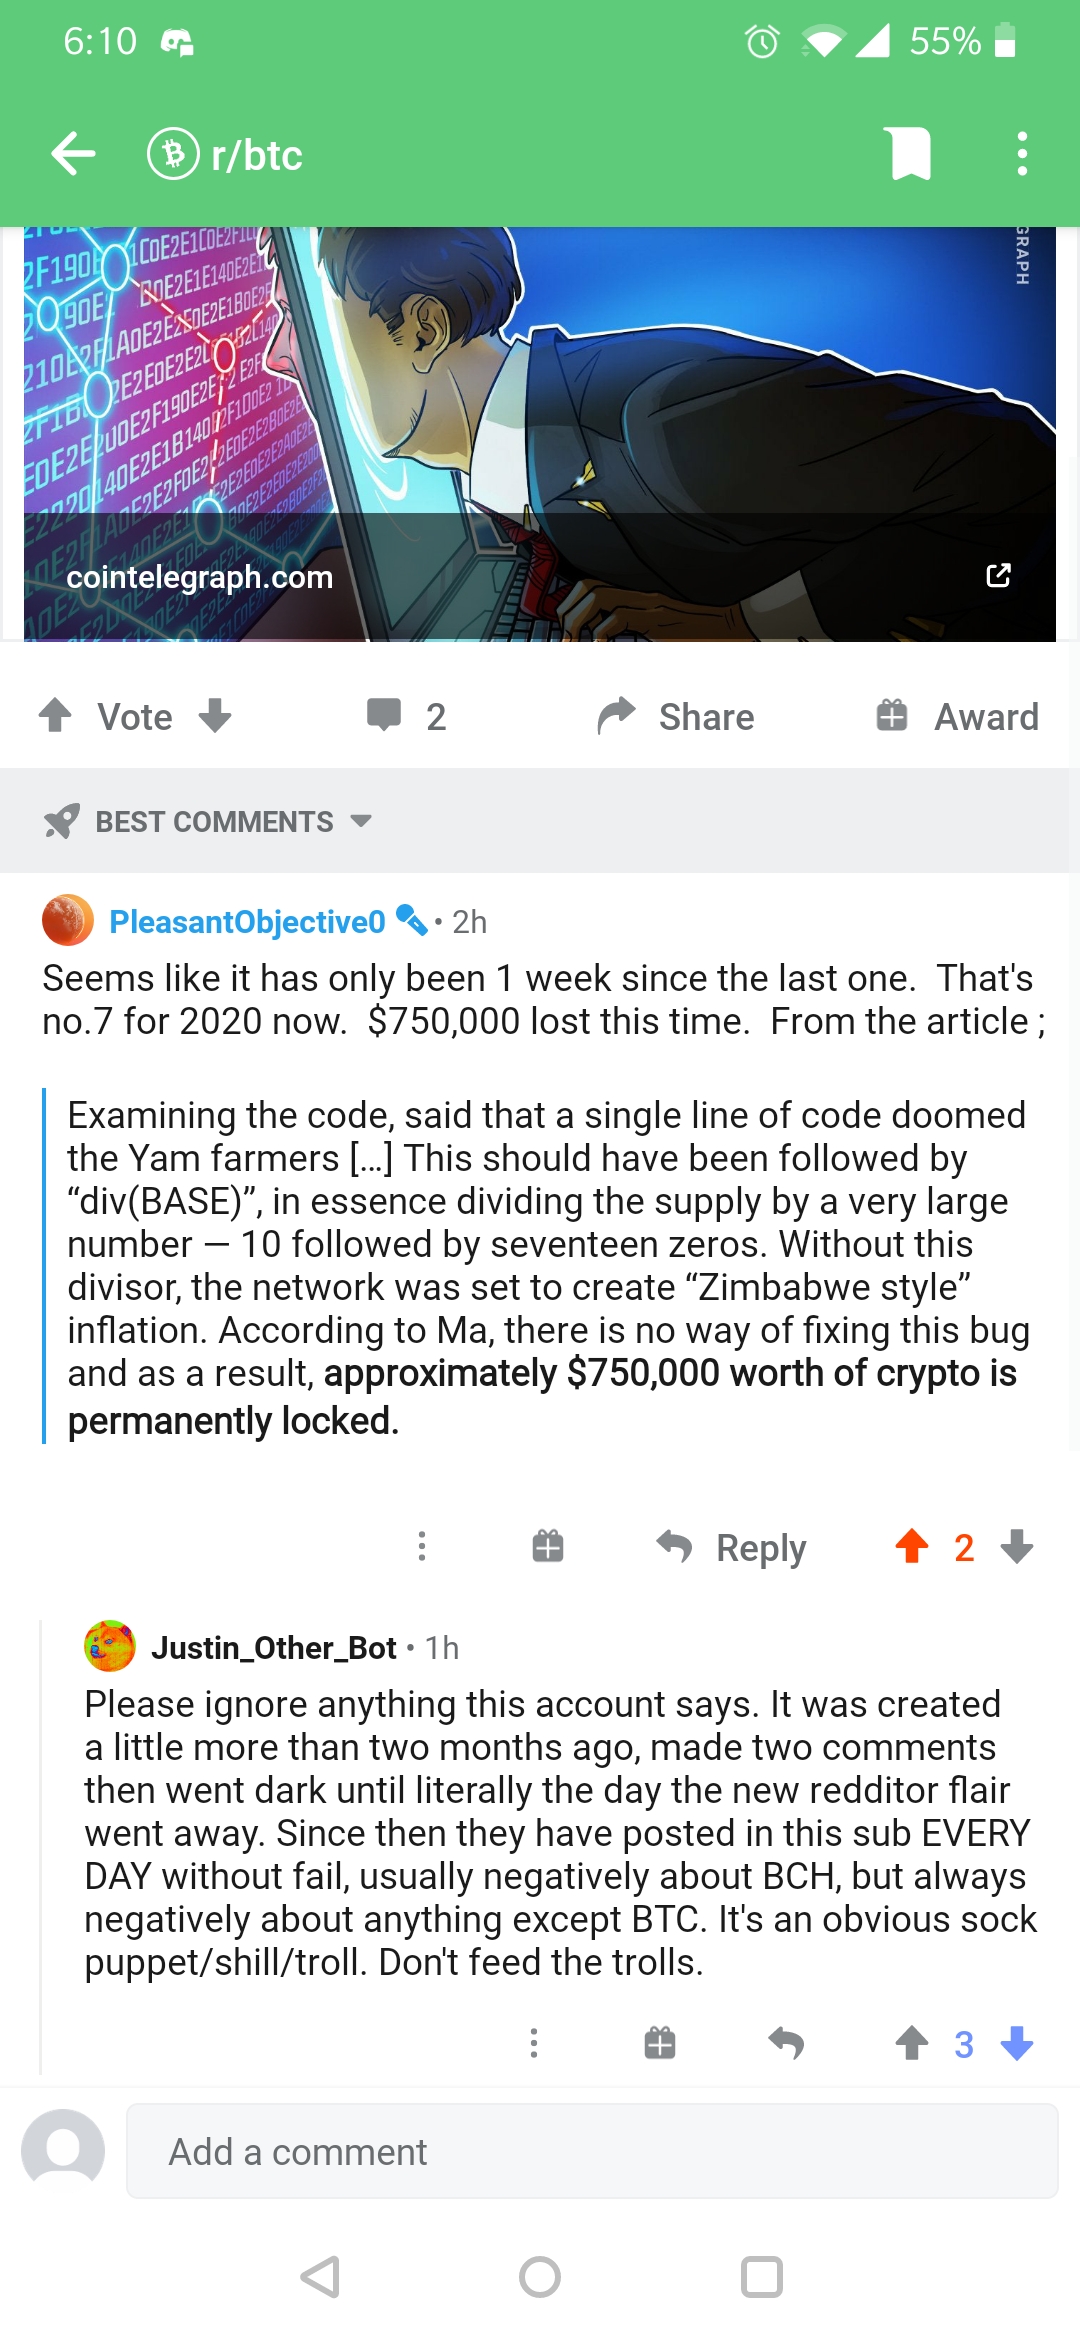 6:10
55%
r/btc
GRAPH
cointelegraph.com
Vote
2
Share
Award
BEST COMMENTS
PleasantObjective0 • 2h
Seems like it has only been 1 week since the last one.  That's
no.7 for 2020 now.  $750,000 lost this time.  From the article ;
Examining the code, said that a single line of code doomed
the Yam farmers [...] This should have been followed by
“div(BASE)”, in essence dividing the supply by a very large
number — 10 followed by seventeen zeros. Without this
divisor, the network was set to create “Zimbabwe style”
inflation. According to Ma, there is no way of fixing this bug
and as a result, approximately $750,000 worth of crypto is
permanently locked.
Reply
2
Justin_Other_Bot • 1h
Please ignore anything this account says. It was created
a little more than two months ago, made two comments
then went dark until literally the day the new redditor flair
went away. Since then they have posted in this sub EVERY
DAY without fail, usually negatively about BCH, but always
negatively about anything except BTC. It's an obvious sock
puppet/shill/troll. Don't feed the trolls.
3
Add a comment